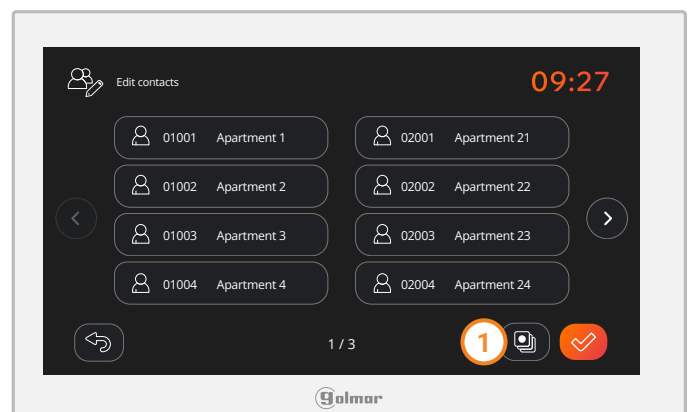 Edit contacts
09:27
01001 Apartment 1
02001 Apartment 21
01002 Apartment 2
02002 Apartment 22
01003 Apartment 3
02003 Apartment 23
01004 Apartment 4
02004 Apartment 24
1 / 3
1
golmar